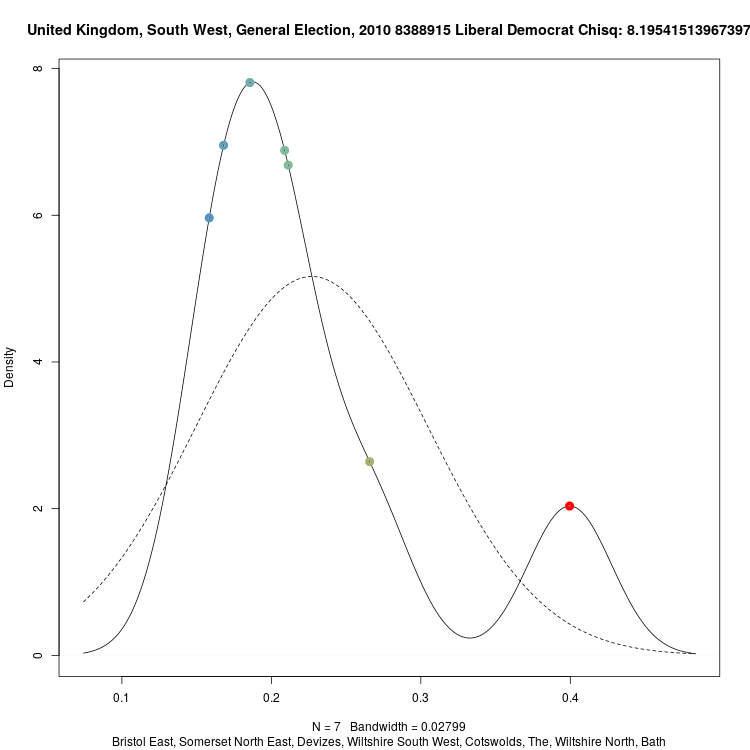 United Kingdom, South West, General Election, 2010 8388915 Liberal Democrat Chisq: 8.19541513967397
Density
8
6
4
2
0
0.1 0.2 0.3 0.4
N = 7 Bandwidth = 0.02799
Bristol East, Somerset North East, Devizes, Wiltshire South West, Cotswolds, The, Wiltshire North, Bath